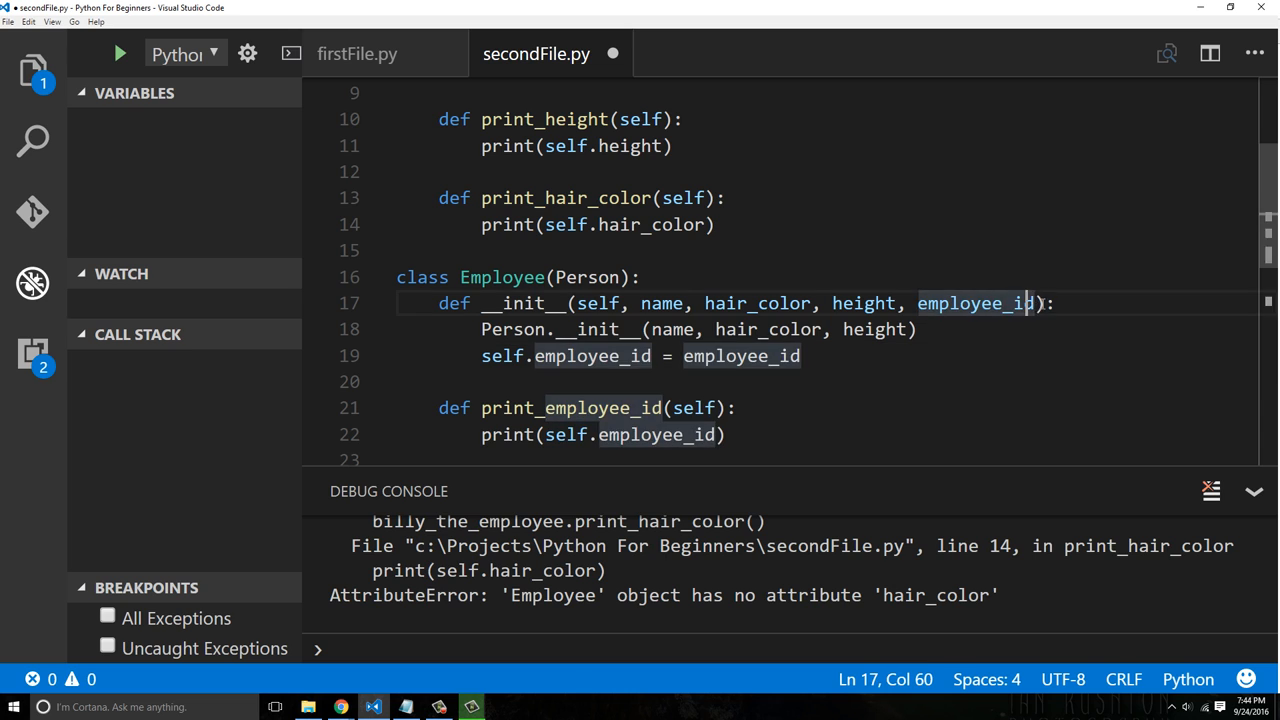 ● secondFile.py - Python For Beginners - Visual Studio Code
File Edit View Go Help
1
Python
firstFile.py
secondFile.py
VARIABLES
WATCH
CALL STACK
2
BREAKPOINTS
All Exceptions
Uncaught Exceptions
9
10 def print_height(self):
11 print(self.height)
12
13 def print_hair_color(self):
14 print(self.hair_color)
15
16 class Employee(Person):
17 def __init__(self, name, hair_color, height, employee_id):
18 Person.__init__(name, hair_color, height)
19 self.employee_id = employee_id
20
21 def print_employee_id(self):
22 print(self.employee_id)
23
DEBUG CONSOLE
billy_the_employee.print_hair_color()
File "c:\Projects\Python For Beginners\secondFile.py", line 14, in print_hair_color
print(self.hair_color)
AttributeError: 'Employee' object has no attribute 'hair_color'
0 0
Ln 17, Col 60
Spaces: 4
UTF-8
CRLF
Python
I'm Cortana. Ask me anything.
7:44 PM
9/24/2016